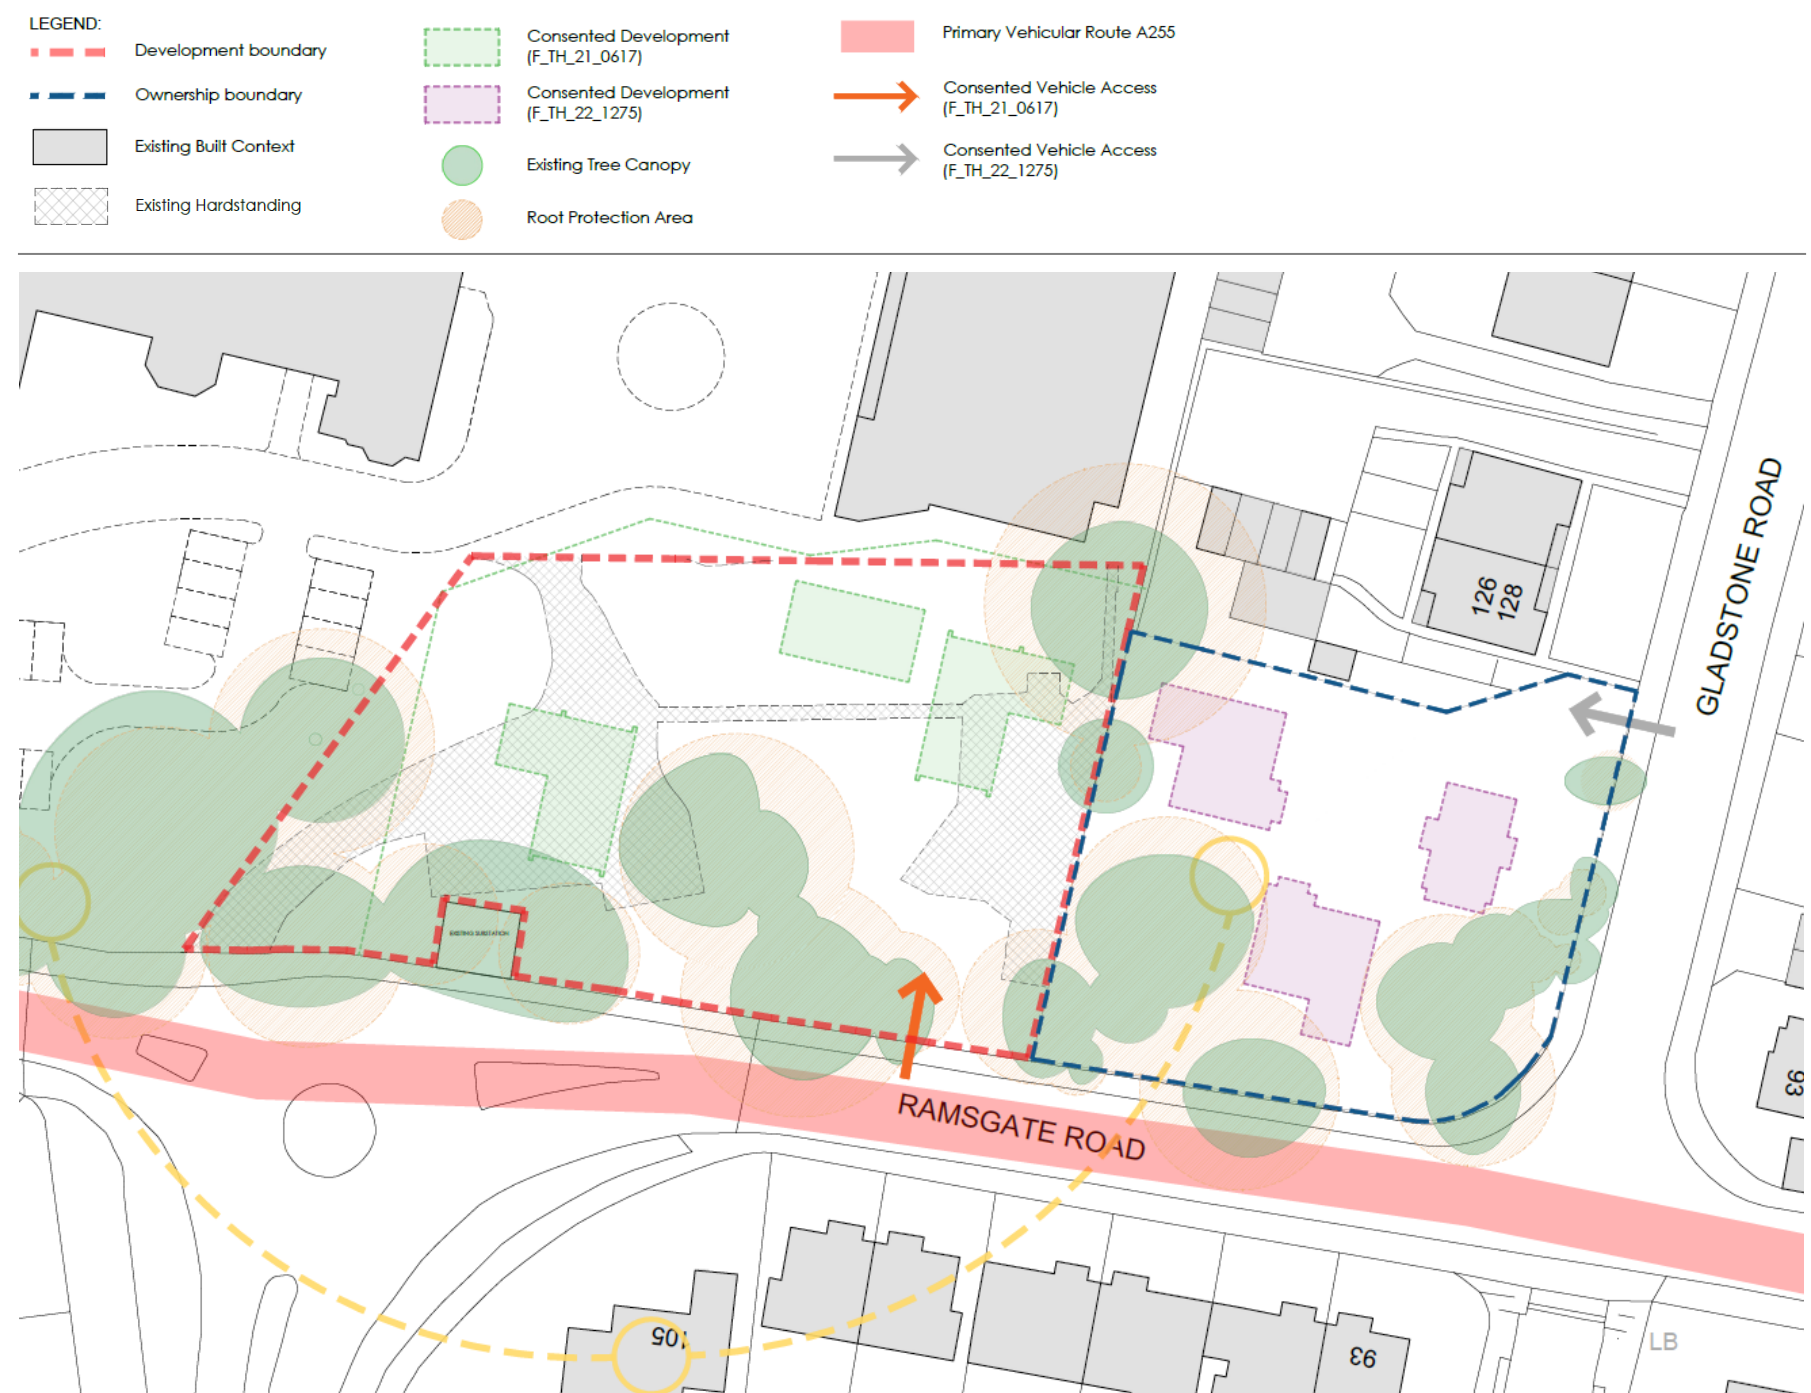 LEGEND:
Development boundary
Ownership boundary
Existing Built Context
Existing Hardstanding
Consented Development
(F_TH_21_0617)
Consented Development
(F_TH_22_1275)
Existing Tree Canopy
Root Protection Area
Primary Vehicular Route A255
Consented Vehicle Access
(F_TH_21_0617)
Consented Vehicle Access
(F_TH_22_1275)
126
128
GLADSTONE ROAD
EXISTING SUBSTATION
RAMSGATE ROAD
93
105
93
LB